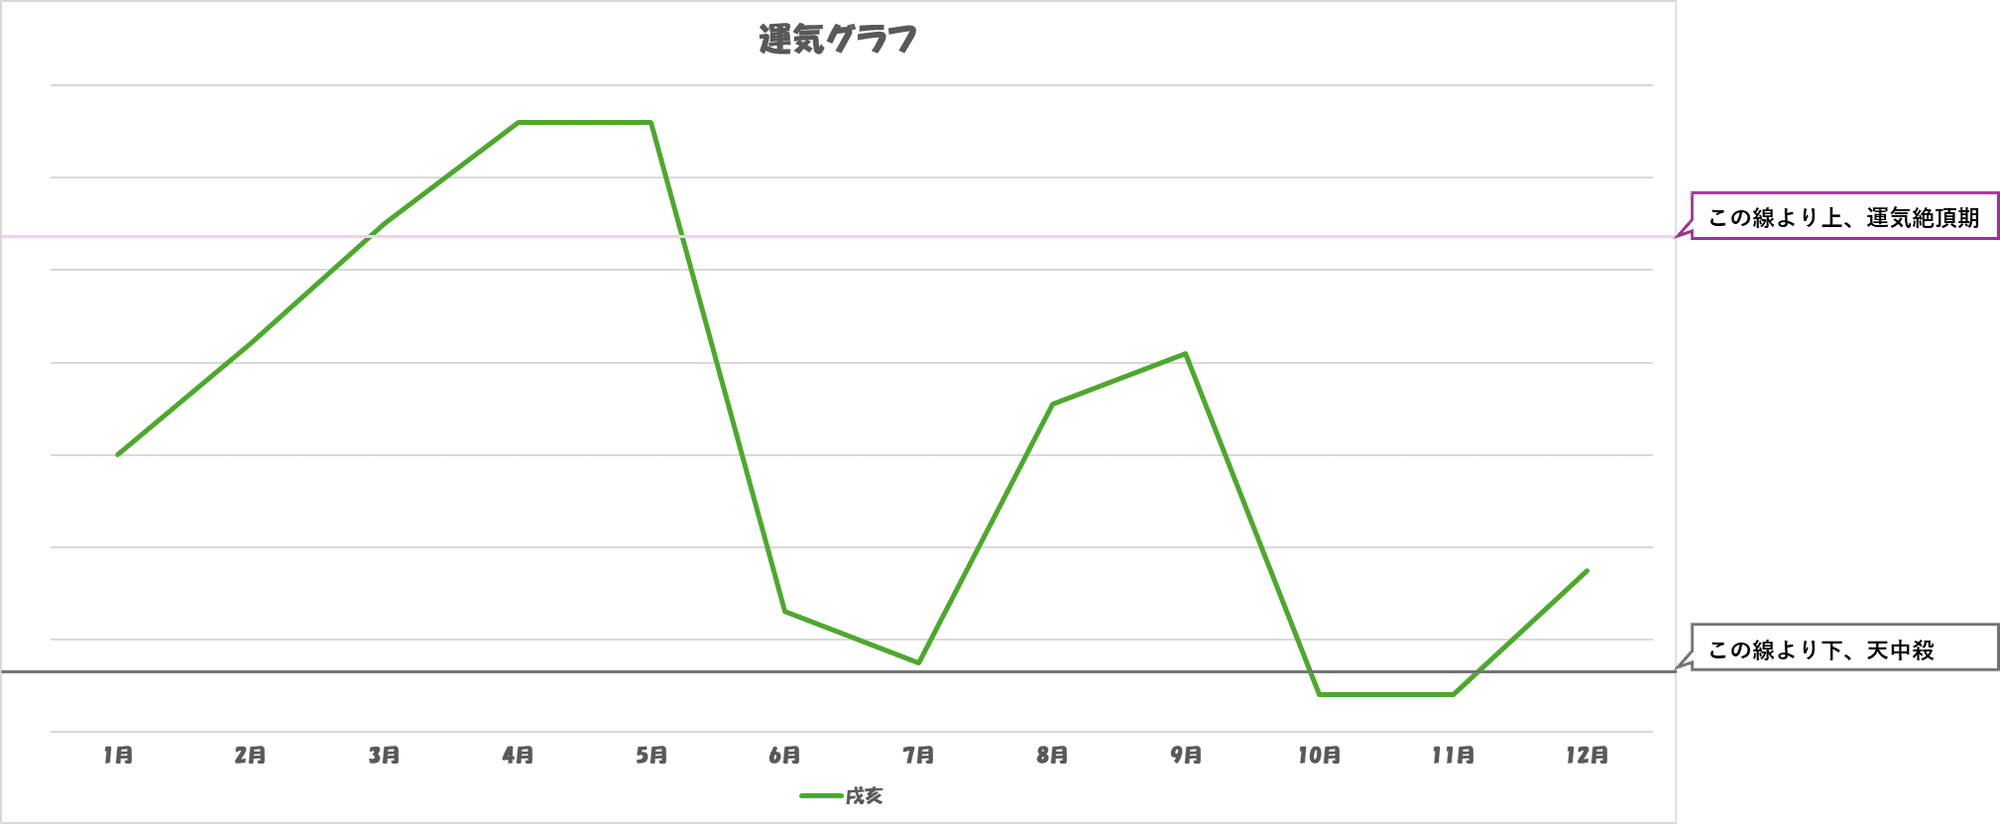 運気グラフ
この線より上、運気絶頂期
この線より下、天中殺
1月 2月 3月 4月 5月 6月 7月 8月 9月 10月 11月 12月
戌亥